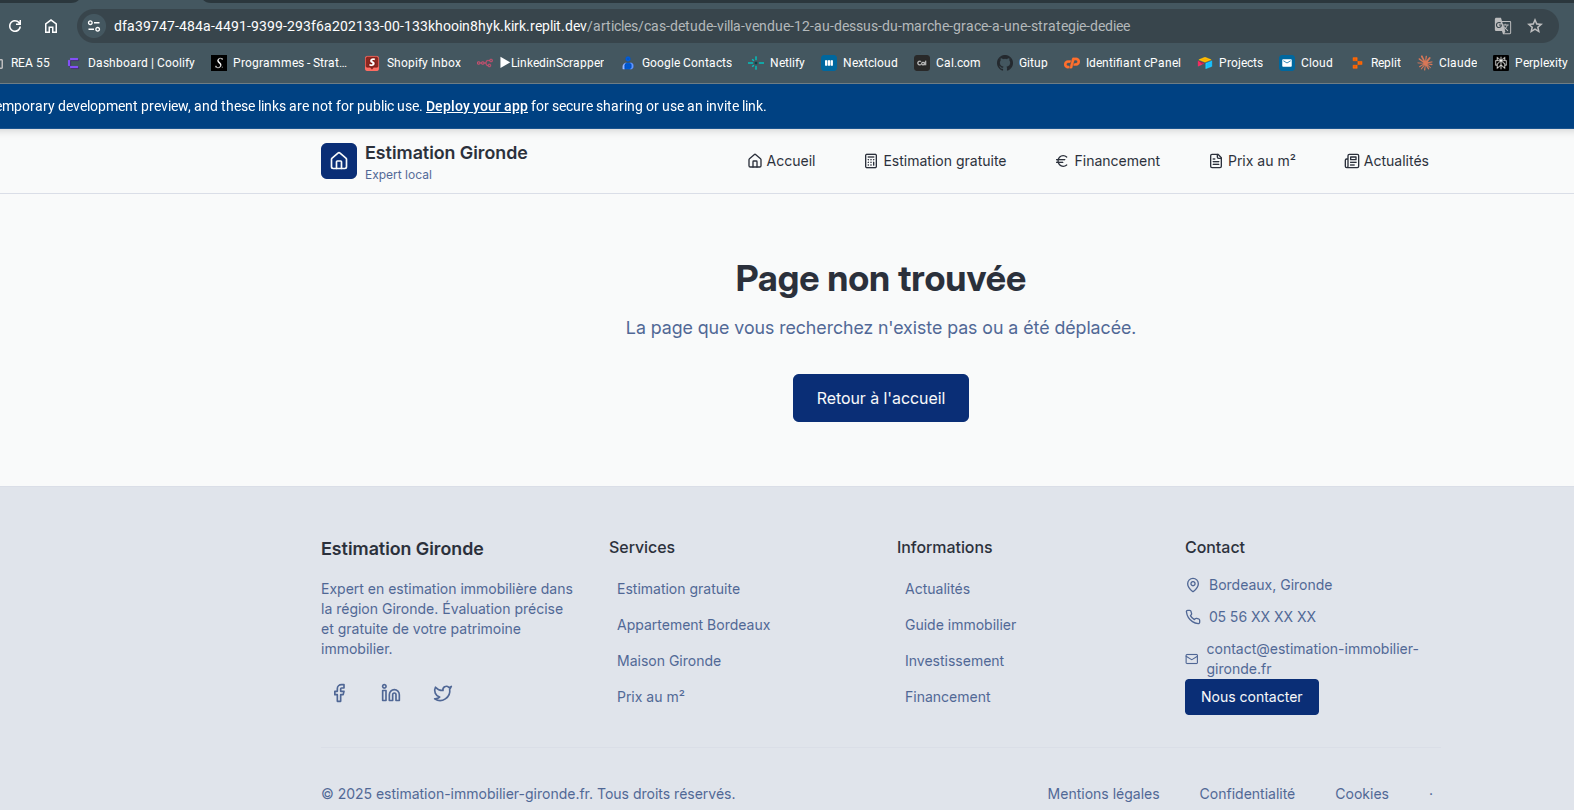 dfa39747-484a-4491-9399-293f6a202133-00-133khooin8hyk.kirk.replit.dev/articles/cas-detude-villa-vendue-12-au-dessus-du-marche-grace-a-une-strategie-dediee
REA 55 Dashboard | Coolify Programmes - Strat... Shopify Inbox ▶LinkedinScrapper Google Contacts Netlify Nextcloud Cal.com Gitup Identifiant cPanel Projects Cloud Replit Claude Perplexity
emporary development preview, and these links are not for public use. Deploy your app for secure sharing or use an invite link.
Estimation Gironde
Expert local
Accueil Estimation gratuite Financement Prix au m² Actualités
Page non trouvée
La page que vous recherchez n'existe pas ou a été déplacée.
Retour à l'accueil
Estimation Gironde
Expert en estimation immobilière dans
la région Gironde. Évaluation précise
et gratuite de votre patrimoine
immobilier.
Services
Estimation gratuite
Appartement Bordeaux
Maison Gironde
Prix au m²
Informations
Actualités
Guide immobilier
Investissement
Financement
Contact
Bordeaux, Gironde
05 56 XX XX XX
contact@estimation-immobilier-
gironde.fr
Nous contacter
© 2025 estimation-immobilier-gironde.fr. Tous droits réservés.
Mentions légales Confidentialité Cookies ·